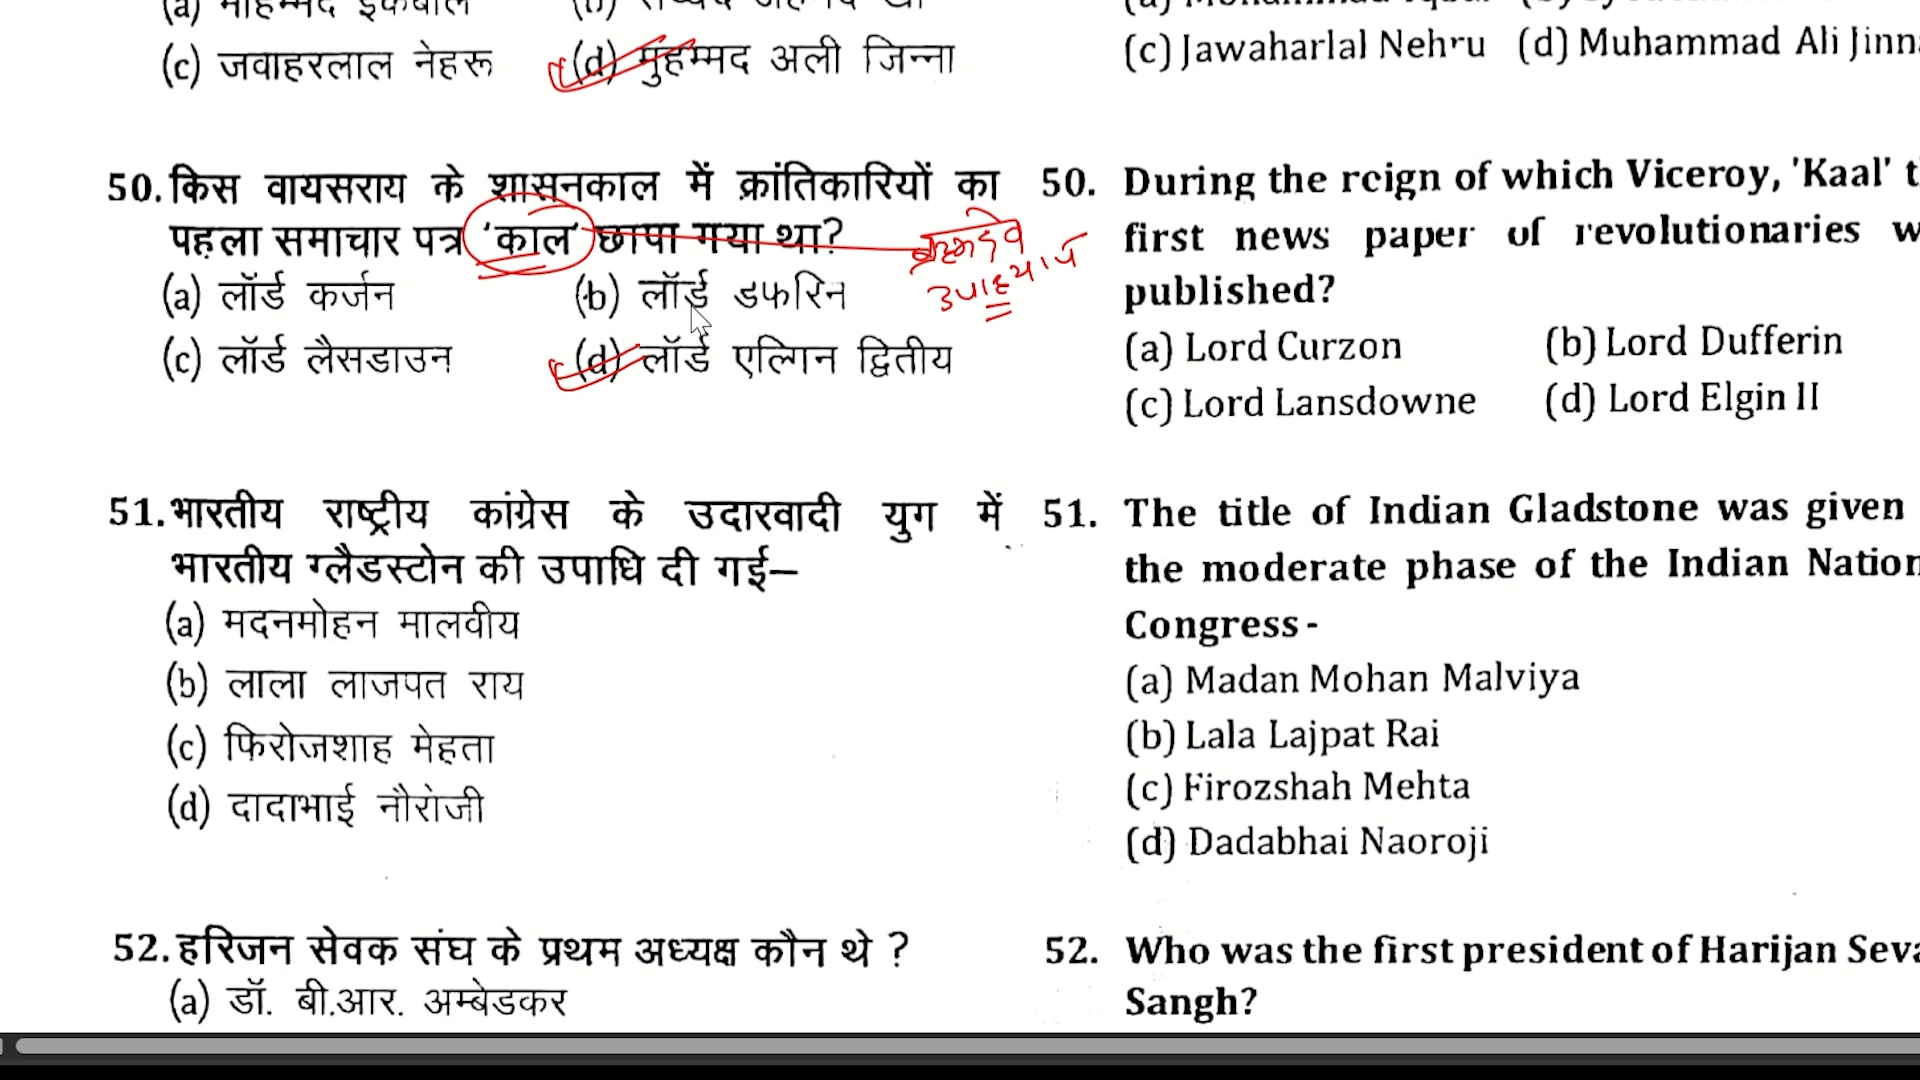 (c) जवाहरलाल नेहरू (d) मुहम्मद अली जिन्ना
50. किस वायसराय के शासनकाल में क्रांतिकारियों का
पहला समाचार पत्र 'काल' छापा गया था?
(a) लॉर्ड कर्जन (b) लॉर्ड डफरिन
(c) लॉर्ड लैसडाउन (d) लॉर्ड एल्गिन द्वितीय
51. भारतीय राष्ट्रीय कांग्रेस के उदारवादी युग में
भारतीय ग्लैडस्टोन की उपाधि दी गई–
(a) मदनमोहन मालवीय
(b) लाला लाजपत राय
(c) फिरोजशाह मेहता
(d) दादाभाई नौरोजी
52. हरिजन सेवक संघ के प्रथम अध्यक्ष कौन थे ?
(a) डॉ. बी.आर. अम्बेडकर
(c) Jawaharlal Nehru (d) Muhammad Ali Jinn
50. During the reign of which Viceroy, 'Kaal' t
first news paper of revolutionaries w
published?
(a) Lord Curzon (b) Lord Dufferin
(c) Lord Lansdowne (d) Lord Elgin II
51. The title of Indian Gladstone was given
the moderate phase of the Indian Nation
Congress -
(a) Madan Mohan Malviya
(b) Lala Lajpat Rai
(c) Firozshah Mehta
(d) Dadabhai Naoroji
52. Who was the first president of Harijan Seva
Sangh?